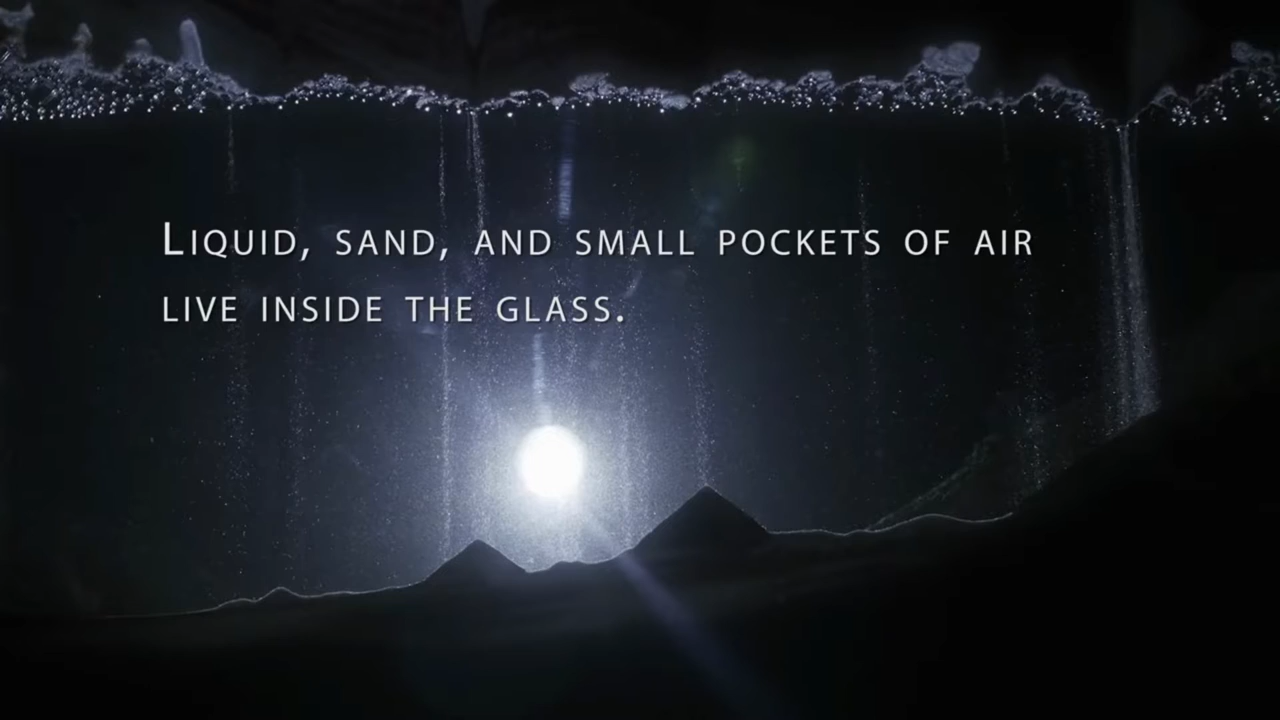 Liquid, sand, and small pockets of air
live inside the glass.